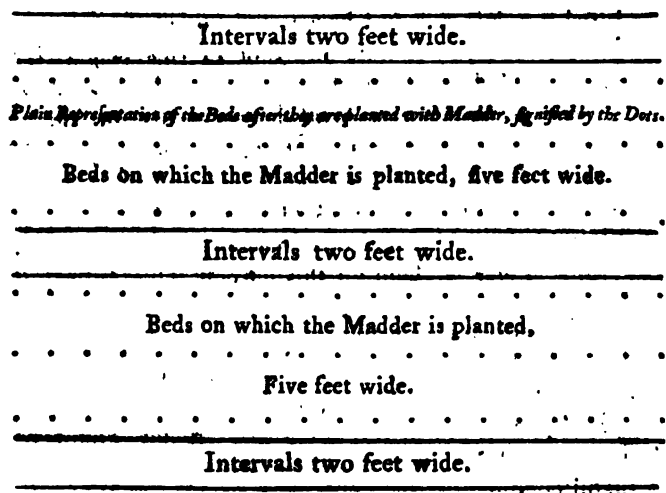 Intervals two feet wide.
Plain Representation of the Beds after they are planted with Madder, signified by the Dots.
Beds on which the Madder is planted, five feet wide.
Intervals two feet wide.
Beds on which the Madder is planted,
Five feet wide.
Intervals two feet wide.